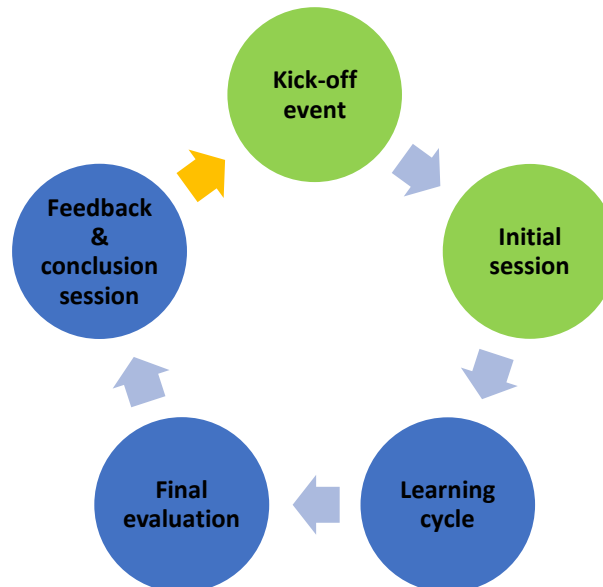 Kick-off
event
Initial
session
Learning
cycle
Final
evaluation
Feedback
&
conclusion
session